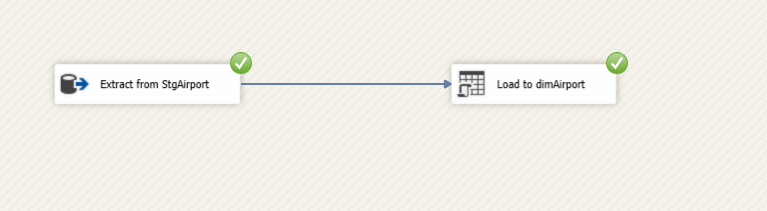 Extract from StgAirport
Load to dimAirport